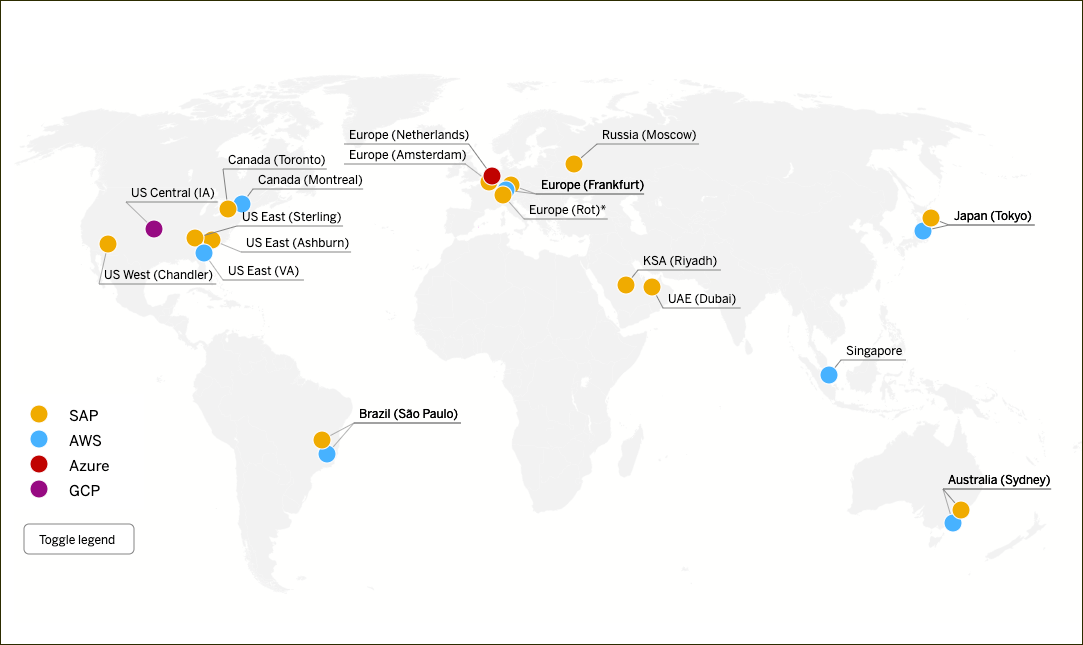 Europe (Netherlands)
Russia (Moscow)
Europe (Amsterdam)
Canada (Toronto)
Canada (Montreal)
Europe (Frankfurt)
US Central (IA)
Europe (Rot)*
US East (Sterling)
Japan (Tokyo)
US East (Ashburn)
KSA (Riyadh)
US West (Chandler)
US East (VA)
UAE (Dubai)
Singapore
Brazil (São Paulo)
SAP
AWS
Azure
GCP
Australia (Sydney)
Toggle legend